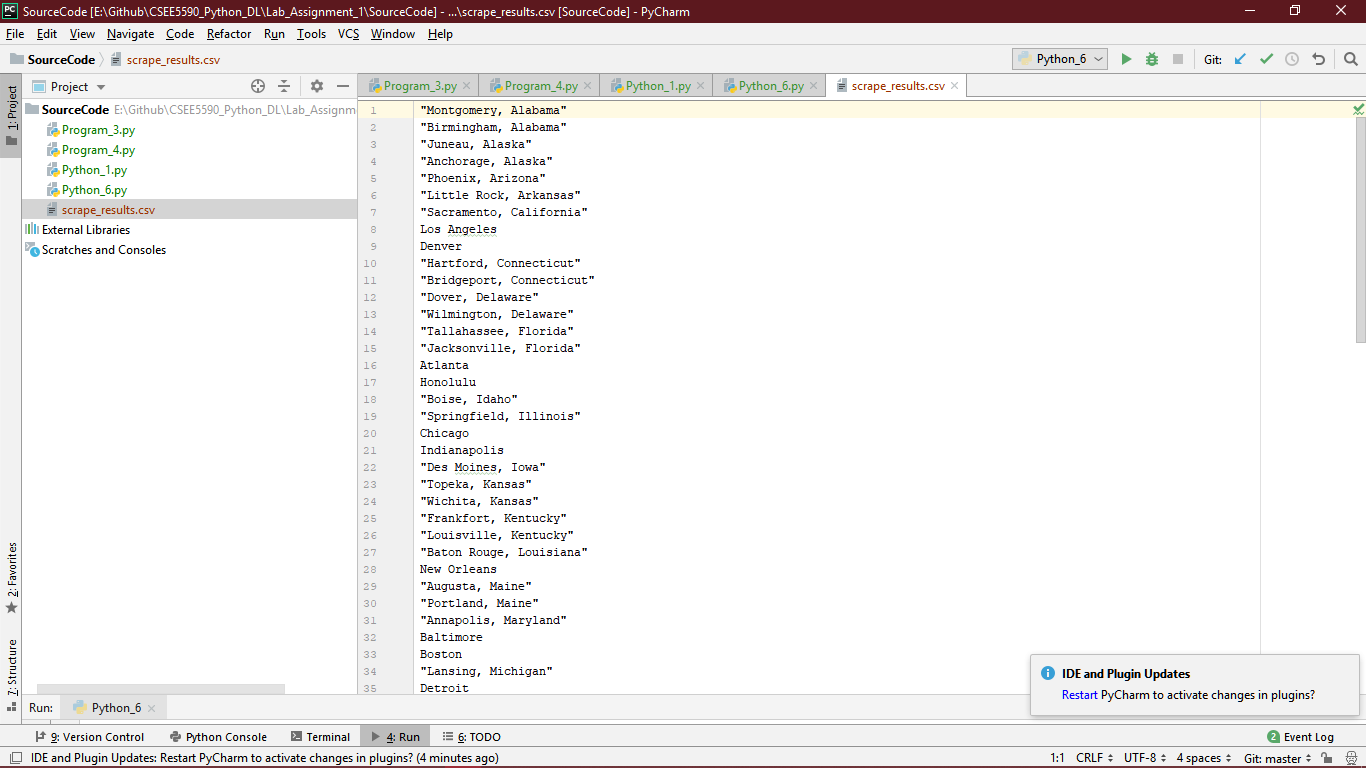 PC SourceCode [E:\Github\CSEE5590_Python_DL\Lab_Assignment_1\SourceCode] - ...\scrape_results.csv [SourceCode] - PyCharm
File Edit View Navigate Code Refactor Run Tools VCS Window Help
SourceCode scrape_results.csv Python_6 Git:
Project Program_3.py Program_4.py Python_1.py Python_6.py scrape_results.csv
1: Project
SourceCode E:\Github\CSEE5590_Python_DL\Lab_Assignm
Program_3.py
Program_4.py
Python_1.py
Python_6.py
scrape_results.csv
External Libraries
Scratches and Consoles
2: Favorites
7: Structure
1 "Montgomery, Alabama"
2 "Birmingham, Alabama"
3 "Juneau, Alaska"
4 "Anchorage, Alaska"
5 "Phoenix, Arizona"
6 "Little Rock, Arkansas"
7 "Sacramento, California"
8 Los Angeles
9 Denver
10 "Hartford, Connecticut"
11 "Bridgeport, Connecticut"
12 "Dover, Delaware"
13 "Wilmington, Delaware"
14 "Tallahassee, Florida"
15 "Jacksonville, Florida"
16 Atlanta
17 Honolulu
18 "Boise, Idaho"
19 "Springfield, Illinois"
20 Chicago
21 Indianapolis
22 "Des Moines, Iowa"
23 "Topeka, Kansas"
24 "Wichita, Kansas"
25 "Frankfort, Kentucky"
26 "Louisville, Kentucky"
27 "Baton Rouge, Louisiana"
28 New Orleans
29 "Augusta, Maine"
30 "Portland, Maine"
31 "Annapolis, Maryland"
32 Baltimore
33 Boston
34 "Lansing, Michigan"
35 Detroit
IDE and Plugin Updates
Restart PyCharm to activate changes in plugins?
Run: Python_6
9: Version Control Python Console Terminal 4: Run 6: TODO 2 Event Log
IDE and Plugin Updates: Restart PyCharm to activate changes in plugins? (4 minutes ago) 1:1 CRLF UTF-8 4 spaces Git: master